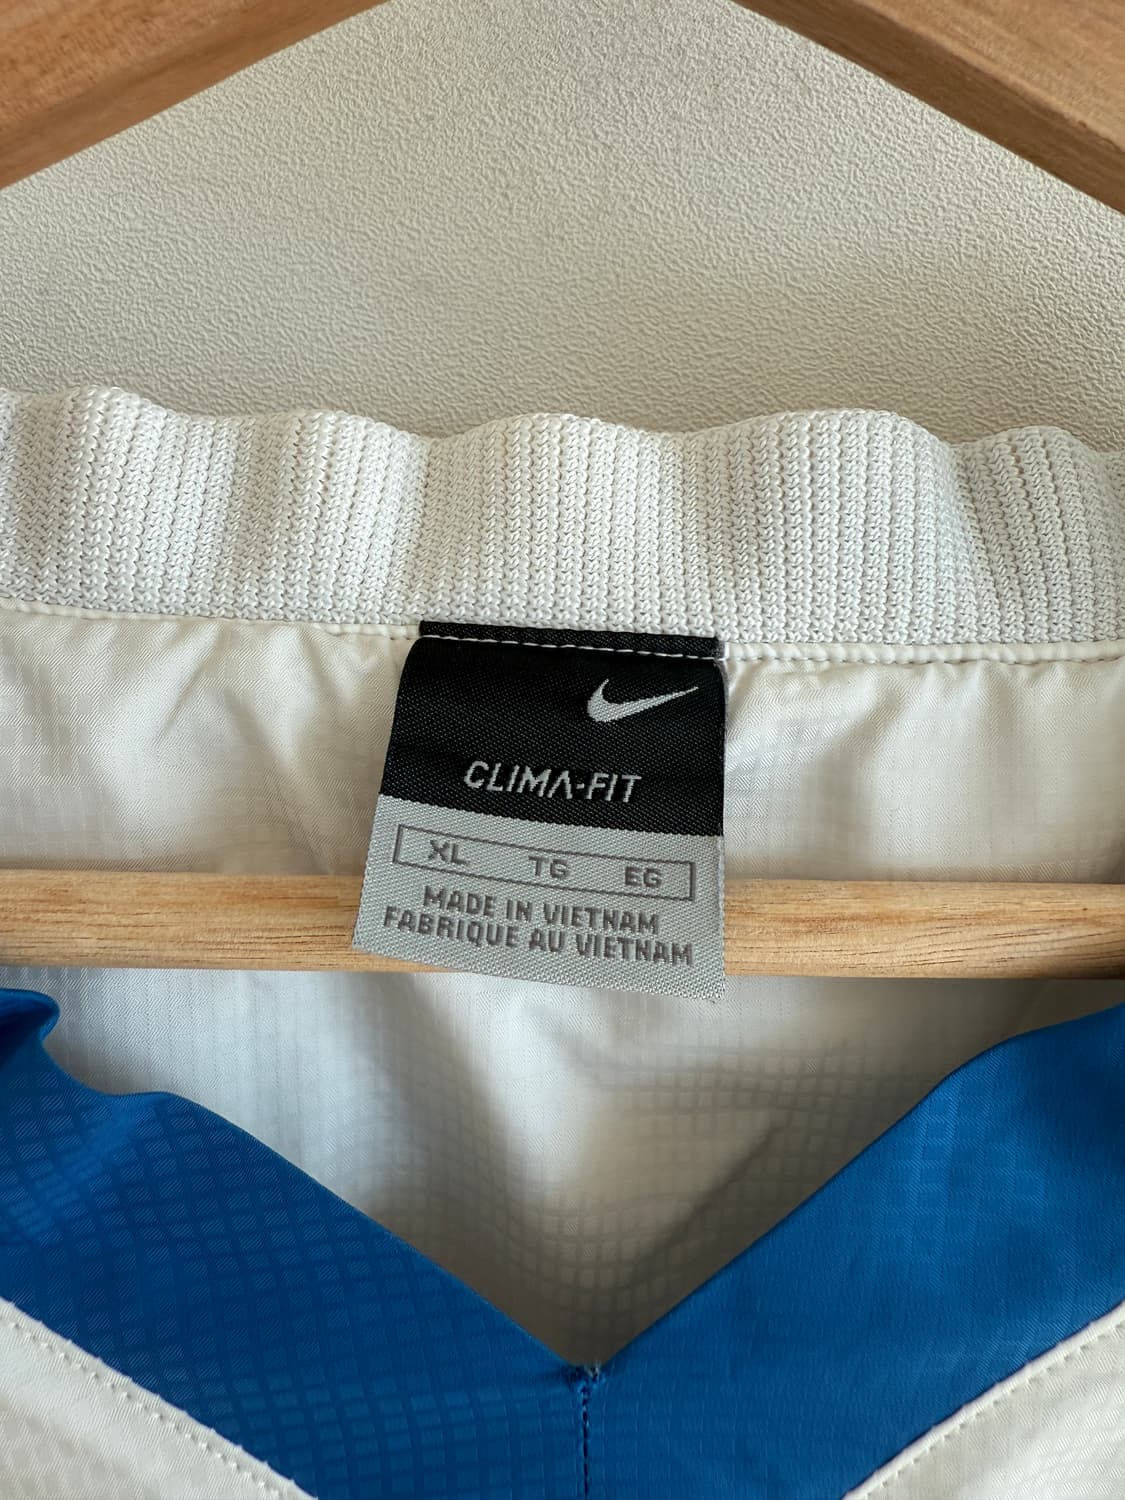 CLIMA-FIT
XL TG EG
MADE IN VIETNAM
FABRIQUE AU VIETNAM